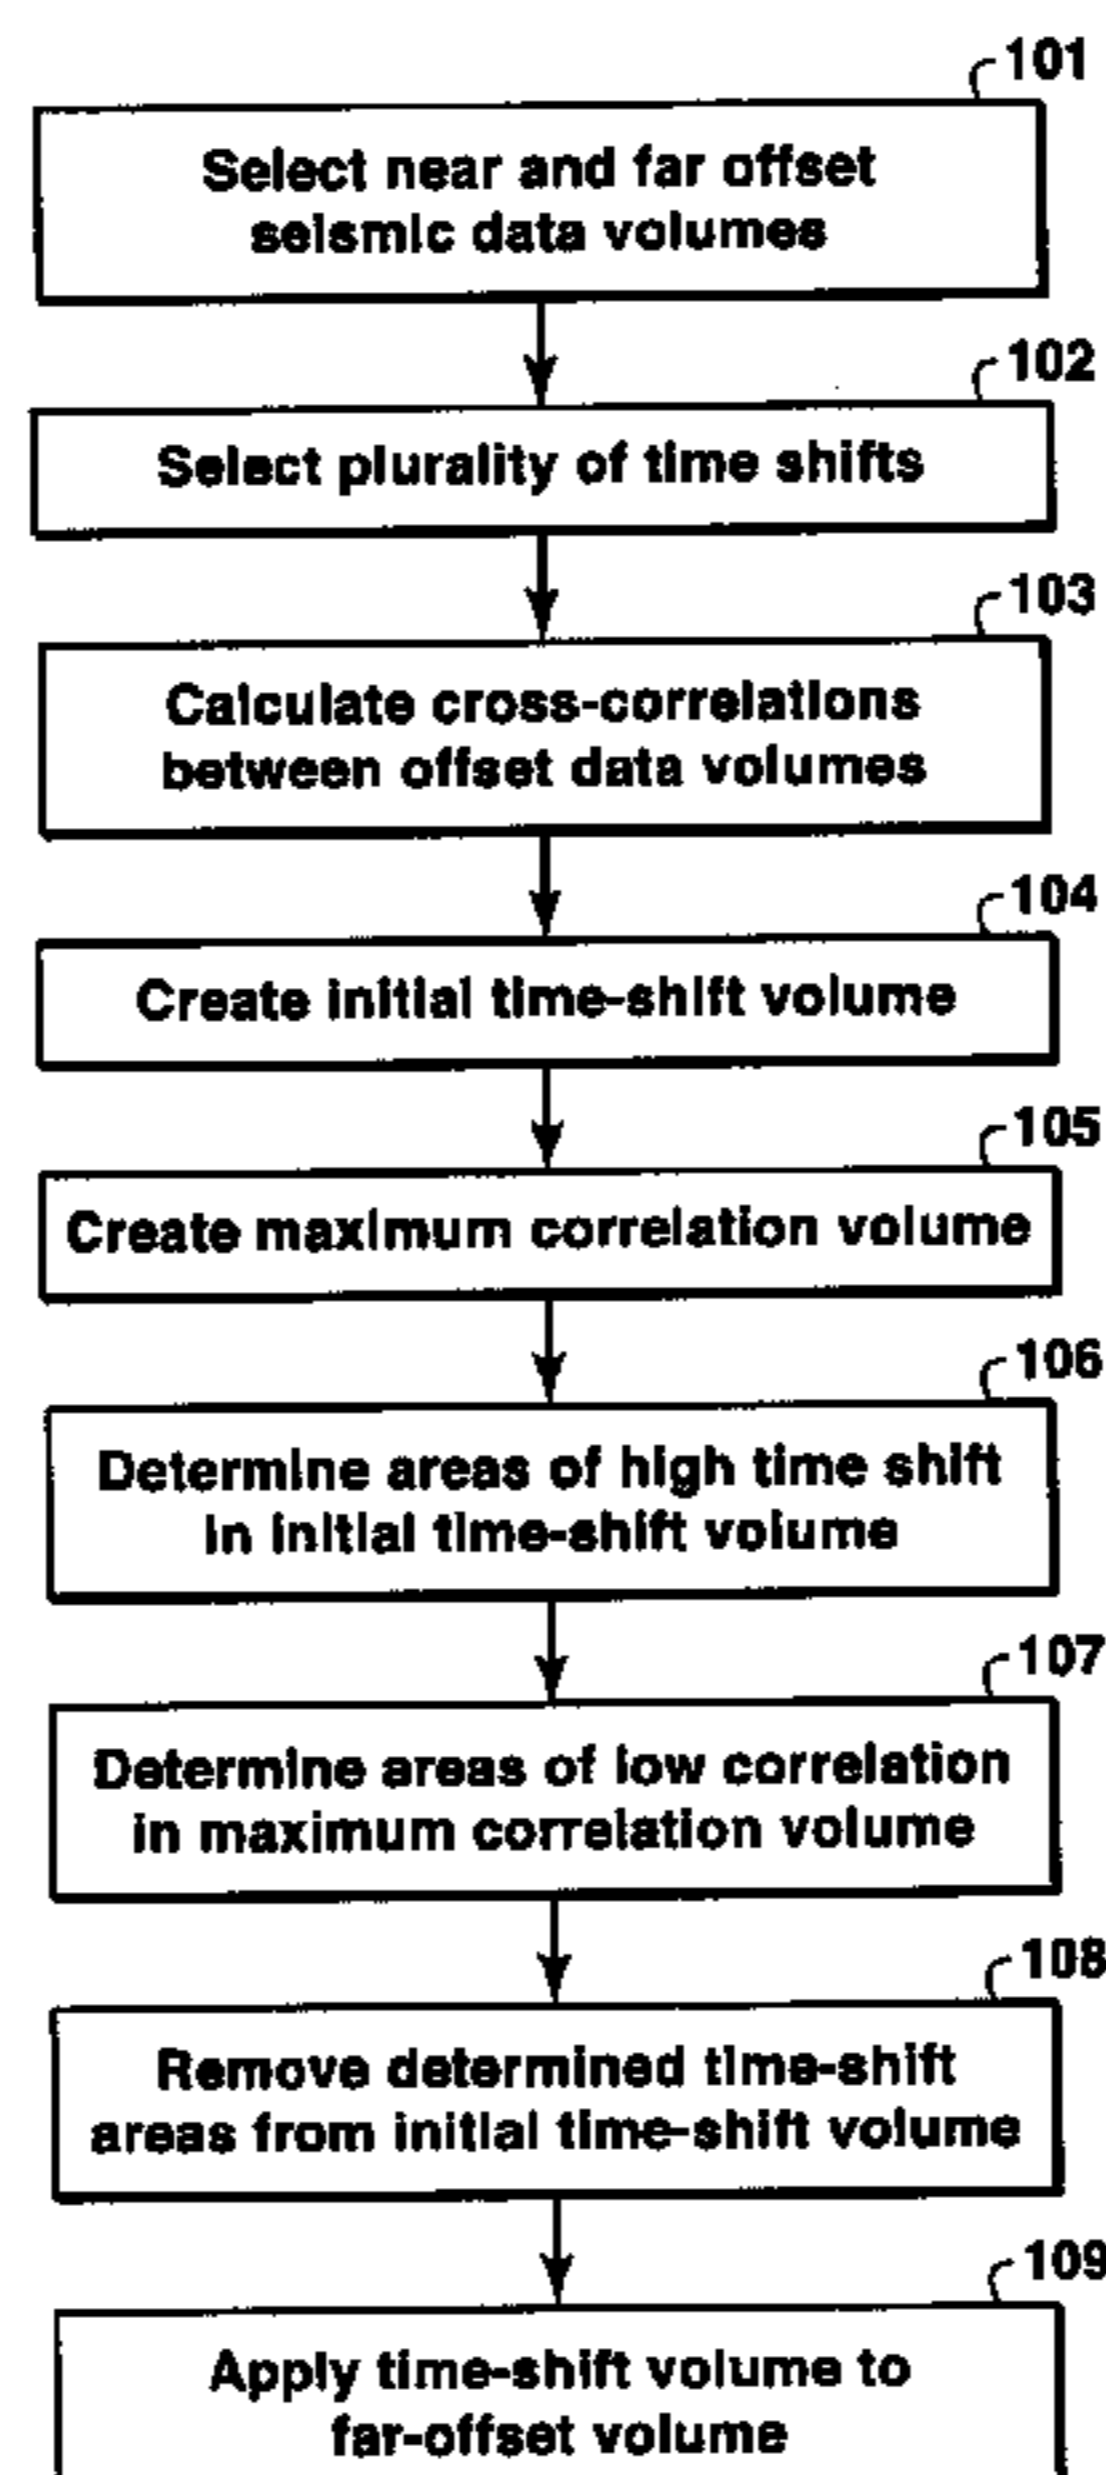 101
Select near and far offset
seismic data volumes
102
Select plurality of time shifts
103
Calculate cross-correlations
between offset data volumes
104
Create initial time-shift volume
105
Create maximum correlation volume
106
Determine areas of high time shift
in initial time-shift volume
107
Determine areas of low correlation
in maximum correlation volume
108
Remove determined time-shift
areas from initial time-shift volume
109
Apply time-shift volume to
far-offset volume